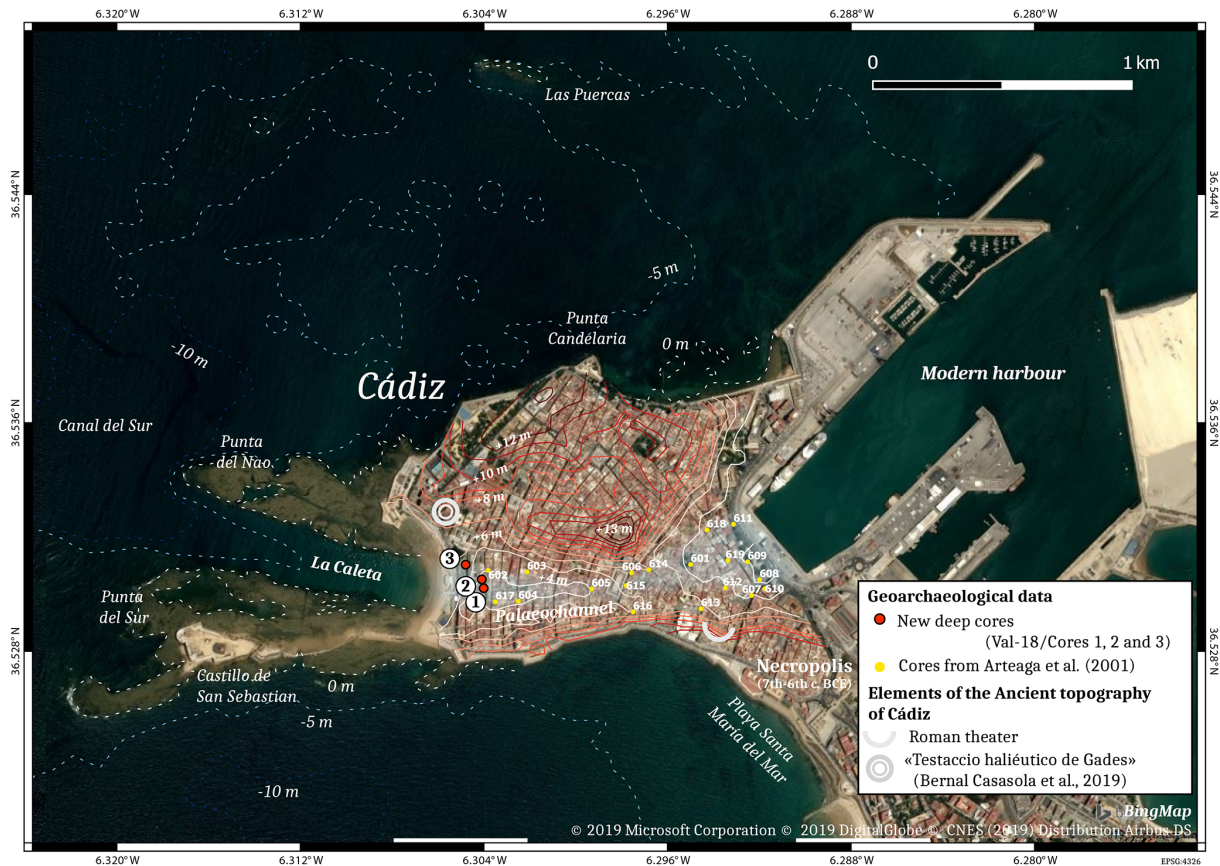 6.320°W 6.312°W 6.304°W 6.296°W 6.288°W 6.280°W
0 1 km
Las Puercas
36.544°N
36.544°N
-5 m
Punta
Candélaria
0 m
-10 m
Cádiz
Modern harbour
Canal del Sur
36.536°N
36.536°N
Punta
del Nao
+12 m
+10 m
+8 m
+6 m
+13 m
+4 m
618
611
601
619
609
608
610
607
612
613
614
606
615
616
605
603
602
604
617
3
2
1
La Caleta
Palaeochannel
Punta
del Sur
36.528°N
36.528°N
Castillo de
San Sebastian
0 m
-5 m
-10 m
Necropolis
(7th-6th c. BCE)
Playa Santa
María del Mar
Geoarchaeological data
New deep cores
(Val-18/Cores 1, 2 and 3)
Cores from Arteaga et al. (2001)
Elements of the Ancient topography
of Cádiz
Roman theater
«Testaccio haliéutico de Gades»
(Bernal Casasola et al., 2019)
BingMap
© 2019 Microsoft Corporation © 2019 DigitalGlobe © CNES (2019) Distribution Airbus DS
6.320°W 6.312°W 6.304°W 6.296°W 6.288°W 6.280°W
EPSG:4326